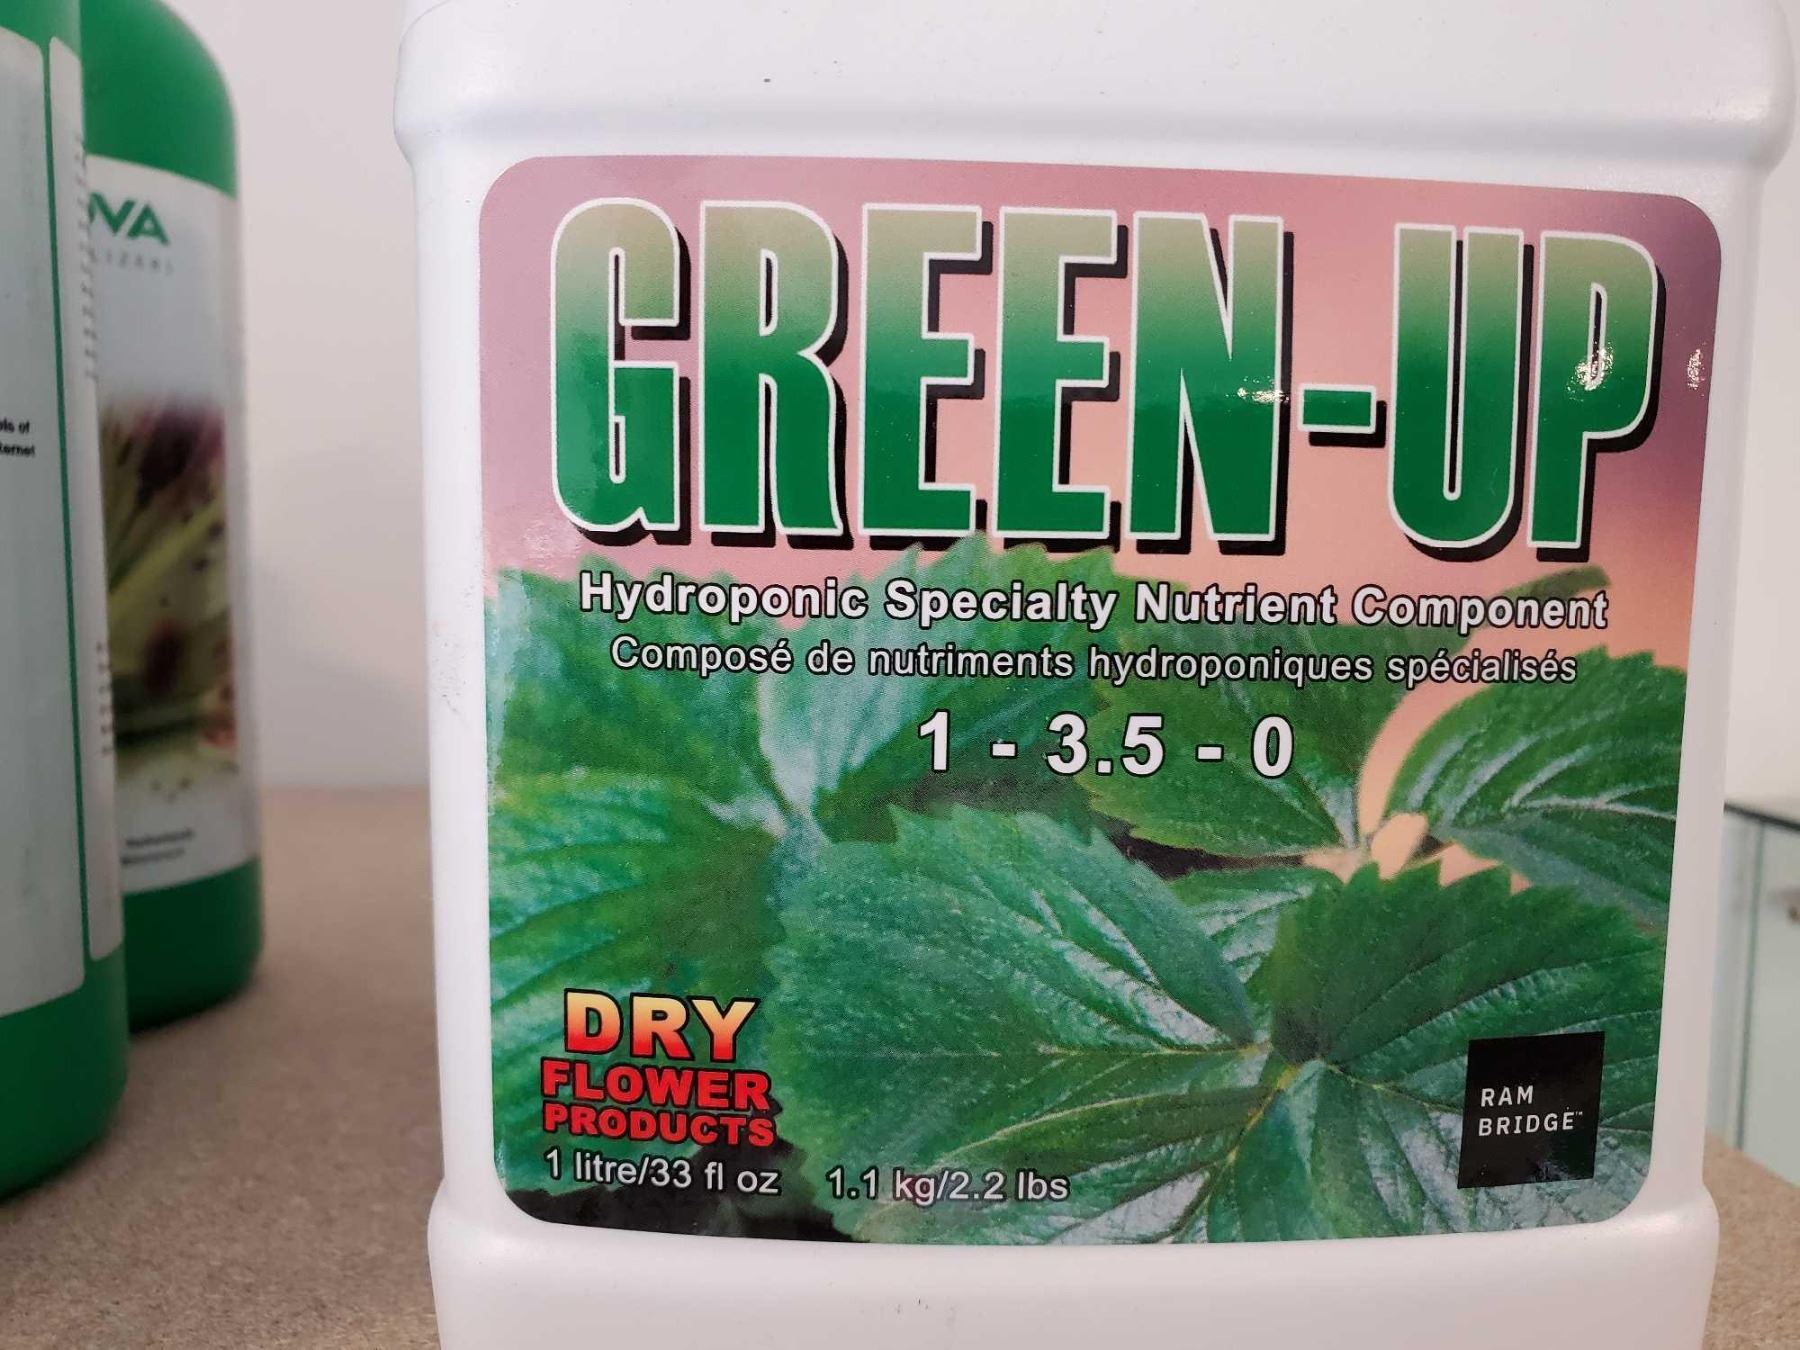 GREEN-UP
Hydroponic Specialty Nutrient Component
Composé de nutriments hydroponiques spécialisés
1 - 3.5 - 0
DRY
FLOWER
PRODUCTS
1 litre/33 fl oz 1.1 kg/2.2 lbs
RAM
BRIDGE™